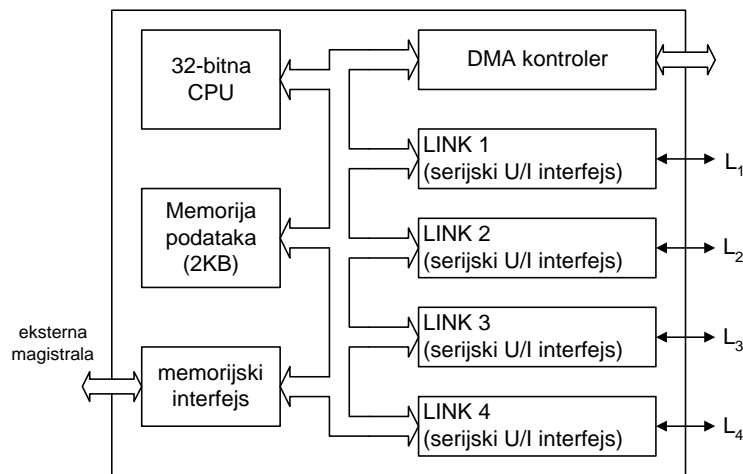 32-bitna
CPU
DMA kontroler
LINK 1
(serijski U/I interfejs)
L1
Memorija
podataka
(2KB)
LINK 2
(serijski U/I interfejs)
L2
eksterna
magistrala
LINK 3
(serijski U/I interfejs)
L3
memorijski
interfejs
LINK 4
(serijski U/I interfejs)
L4